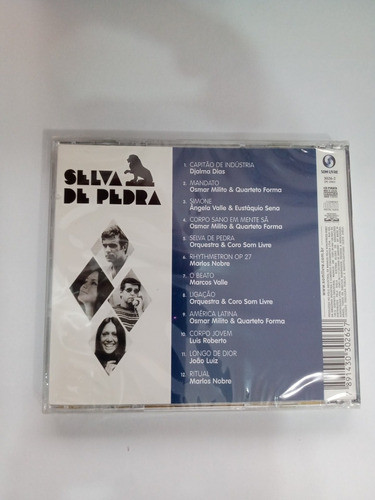 SELVA
DE PEDRA
1. CAPITÃO DE INDÚSTRIA
Djalma Dias
2. MANDATO
Osmar Milito & Quarteto Forma
3. SIMONE
Ângela Valle & Eustáquio Sena
4. CORPO SANO EM MENTE SÃ
Osmar Milito & Quarteto Forma
5. SELVA DE PEDRA
Orquestra & Coro Som Livre
6. RHYTHMETRON OP 27
Marlos Nobre
7. O BEATO
Marcos Valle
8. LIGAÇÃO
Orquestra & Coro Som Livre
9. AMÉRICA LATINA
Osmar Milito & Quarteto Forma
10. CORPO JOVEM
Luis Roberto
11. LONGO DE DIOR
João Luiz
12. RITUAL
Marlos Nobre
SOM LIVRE
7891430302627